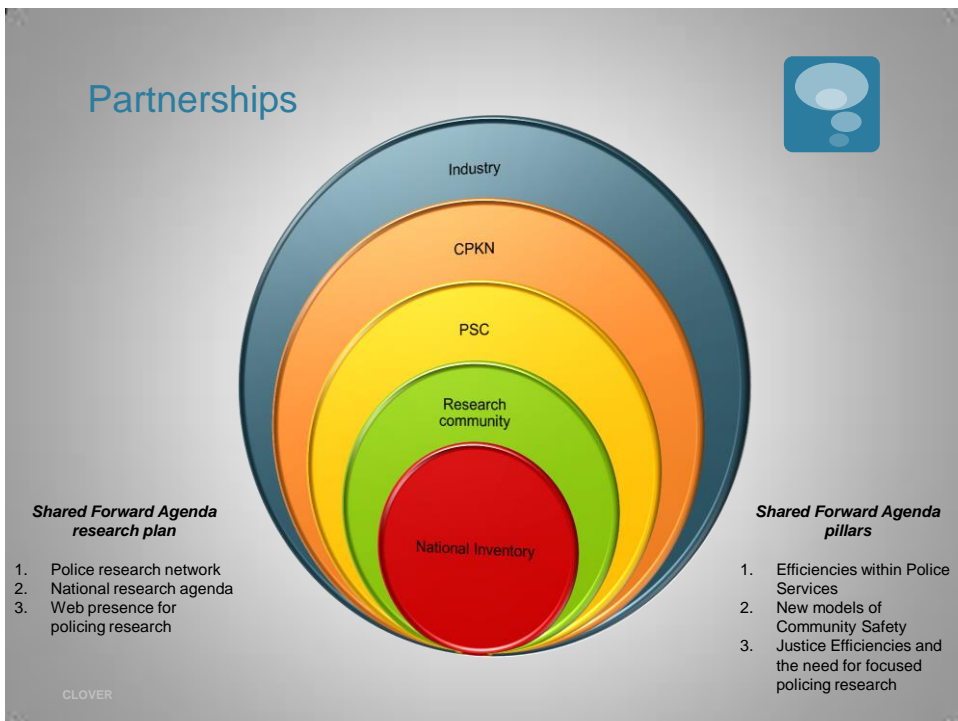 Partnerships
Industry
CPKN
PSC
Research
community
National Inventory
Shared Forward Agenda
research plan
1. Police research network
2. National research agenda
3. Web presence for
policing research
Shared Forward Agenda
pillars
1. Efficiencies within Police
Services
2. New models of
Community Safety
3. Justice Efficiencies and
the need for focused
policing research
CLOVER